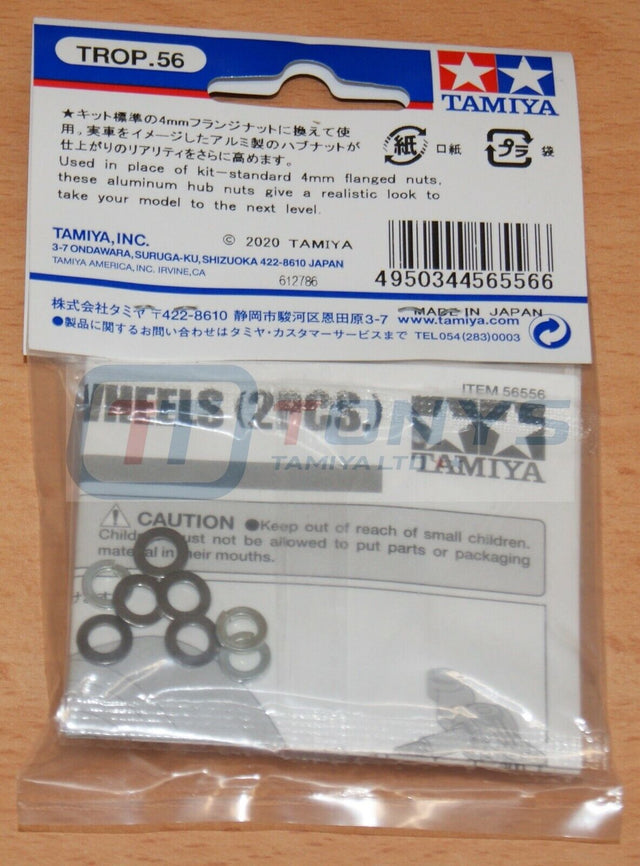 TROP.56
TAMIYA
★キット標準の4mmフランジナットに換えて使
用。実車をイメージしたアルミ製のハブナットが
仕上がりのリアリティをさらに高めます。
Used in place of kit-standard 4mm flanged nuts,
these aluminum hub nuts give a realistic look to
take your model to the next level.
紙 口紙
プラ 袋
TAMIYA, INC.
3-7 ONDAWARA, SURUGA-KU, SHIZUOKA 422-8610 JAPAN
TAMIYA AMERICA, INC. IRVINE, CA
© 2020 TAMIYA
612786
4950344565566
MADE IN JAPAN
株式会社タミヤ 〒422-8610 静岡市駿河区恩田原3-7 www.tamiya.com
●製品に関するお問い合わせはタミヤ・カスタマーサービスまで TEL 054(283)0003
ITEM 56556
WHEELS (2PCS.)
TAMIYA
TONYS
TAMIYA LTD
CAUTION ●Keep out of reach of small children.
Children must not be allowed to put parts or packaging
material in their mouths.